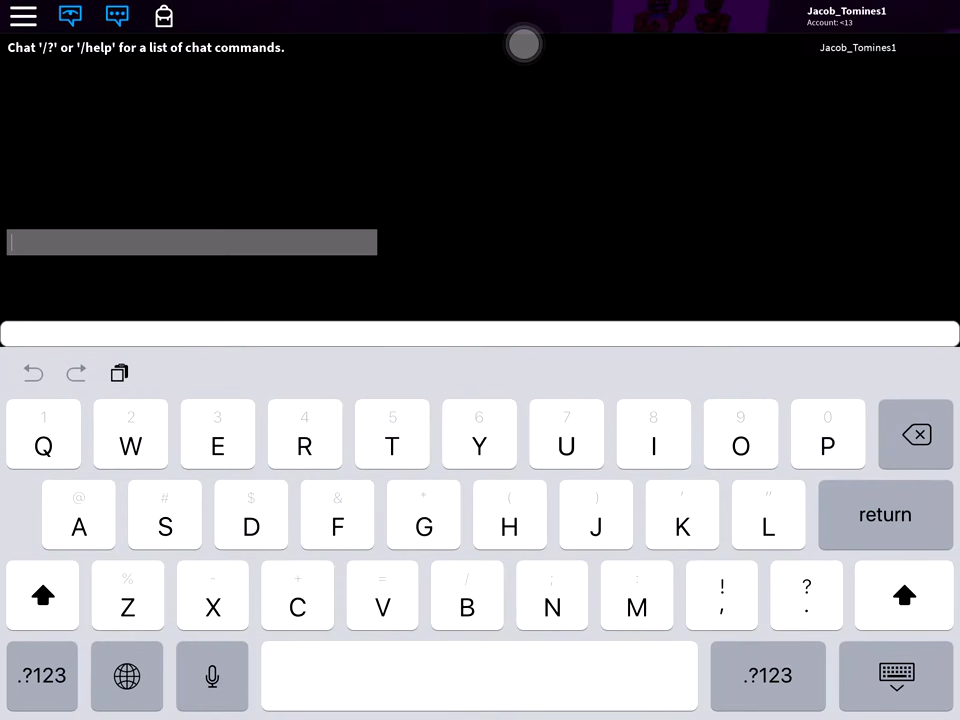 Jacob_Tomines1
Account: <13
Chat '/?' or '/help' for a list of chat commands.
Jacob_Tomines1
1 2 3 4 5 6 7 8 9 0
Q W E R T Y U I O P
@ # $ & * ( ) ' "
A S D F G H J K L return
% - + = / ; : ! ?
Z X C V B N M , .
.?123 .?123